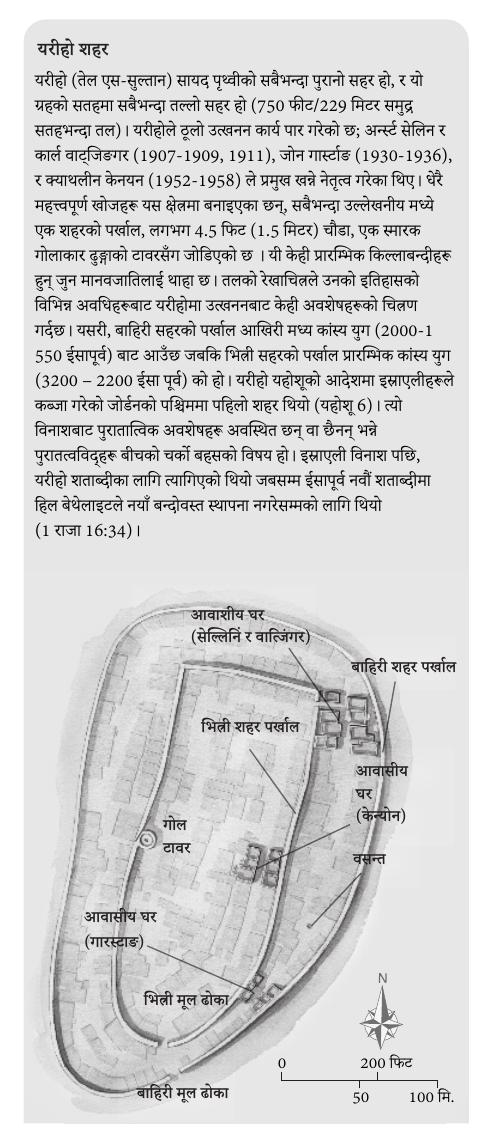 यरीहो शहर
यरीहो (तेल एस-सुल्तान) सायद पृथ्वीको सबैभन्दा पुरानो सहर हो, र यो
ग्रहको सतहमा सबैभन्दा तल्लो सहर हो (750 फीट/229 मिटर समुद्र
सतहभन्दा तल)। यरीहोले ठूलो उत्खनन कार्य पार गरेको छ; अर्न्स्ट सेलिन र
कार्ल वाट्जिङगर (1907-1909, 1911), जोन गार्स्टाङ (1930-1936),
र क्याथलीन केनयन (1952-1958) ले प्रमुख खन्ने नेतृत्व गरेका थिए। धेरै
महत्त्वपूर्ण खोजहरू यस क्षेत्रमा बनाइएका छन्, सबैभन्दा उल्लेखनीय मध्ये
एक शहरको पर्खाल, लगभग 4.5 फिट (1.5 मिटर) चौडा, एक स्मारक
गोलाकार ढुङ्गाको टावरसँग जोडिएको छ । यी केही प्रारम्भिक किल्लाबन्दीहरू
हुन् जुन मानवजातिलाई थाहा छ। तलको रेखाचित्रले उनको इतिहासको
विभिन्न अवधिहरूबाट यरीहोमा उत्खननबाट केही अवशेषहरूको चित्रण
गर्दछ। यसरी, बाहिरी सहरको पर्खाल आखिरी मध्य कांस्य युग (2000-1
550 ईसापूर्व) बाट आउँछ जबकि भित्री सहरको पर्खाल प्रारम्भिक कांस्य युग
(3200 – 2200 ईसा पूर्व) को हो। यरीहो यहोशूको आदेशमा इस्राएलीहरूले
कब्जा गरेको जोर्डनको पश्चिममा पहिलो शहर थियो (यहोशू 6)। त्यो
विनाशबाट पुरातात्विक अवशेषहरू अवस्थित छन् वा छैनन् भन्ने
पुरातत्वविद्हरू बीचको चर्को बहसको विषय हो। इस्राएली विनाश पछि,
यरीहो शताब्दीका लागि त्यागिएको थियो जबसम्म ईसापूर्व नवौं शताब्दीमा
हिल बेथेलाइटले नयाँ बन्दोवस्त स्थापना नगरेसम्मको लागि थियो
(1 राजा 16:34)।
आवाशीय घर
(सेल्लिनिं र वात्जिंगर)
बाहिरी शहर पर्खाल
भित्री शहर पर्खाल
आवासीय
घर
(केन्योन)
गोल
टावर
वसन्त
आवासीय घर
(गारस्टाङ)
भित्री मूल ढोका
N
बाहिरी मूल ढोका
0 200 फिट
50 100 मि.